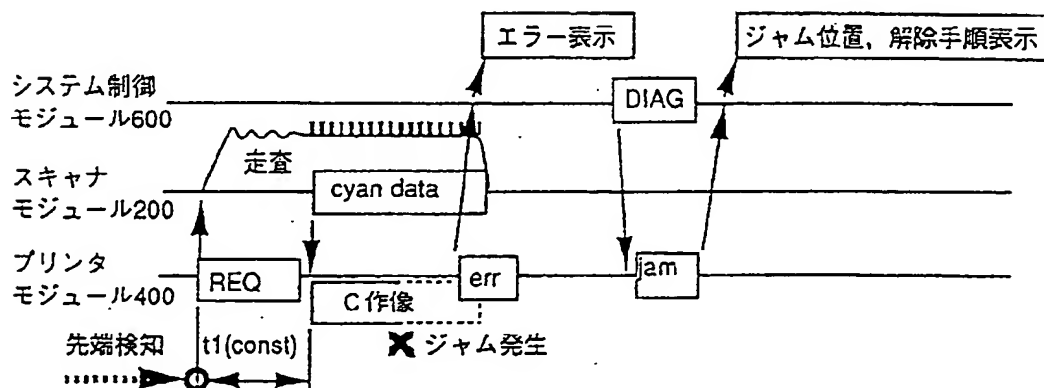 エラー表示
ジャム位置，解除手順表示
システム制御
モジュール600
DIAG
走査
スキャナ
モジュール200
cyan data
プリンタ
モジュール400
REQ
err
jam
C作像
先端検知
t1(const)
ジャム発生